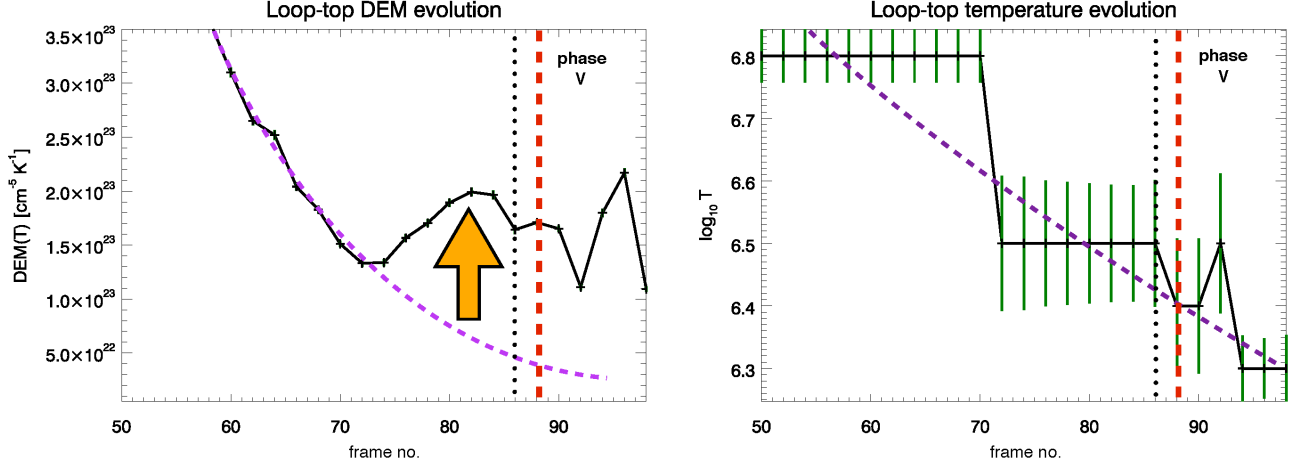 Loop-top DEM evolution
DEM(T) [cm⁻⁵ K⁻¹]
3.5×10²³
3.0×10²³
2.5×10²³
2.0×10²³
1.5×10²³
1.0×10²³
5.0×10²²
phase
V
50 60 70 80 90
frame no.
Loop-top temperature evolution
log₁₀ T
6.8
6.7
6.6
6.5
6.4
6.3
phase
V
50 60 70 80 90
frame no.